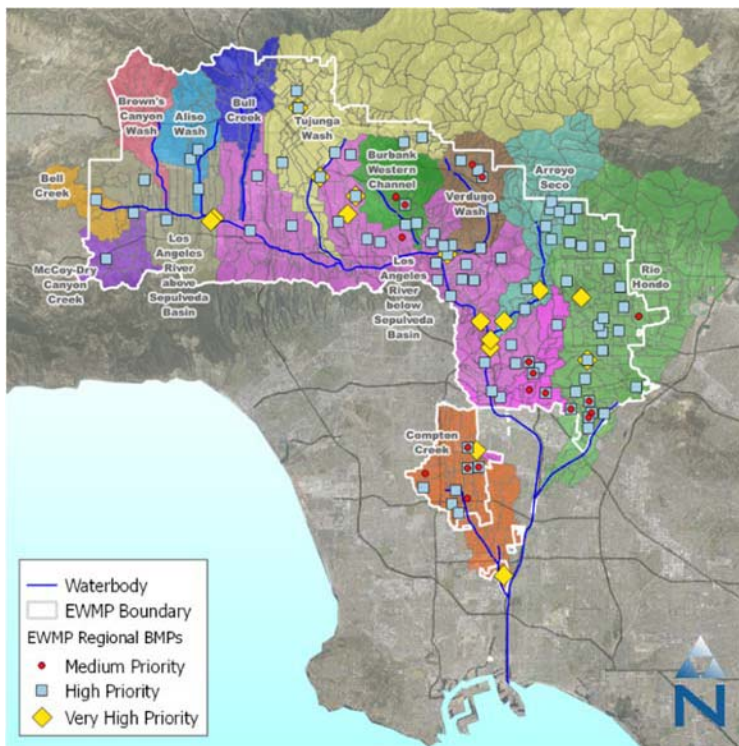 Brown's
Canyon
Wash
Aliso
Wash
Bull
Creek
Tujunga
Wash
Burbank
Western
Channel
Verdugo
Wash
Arroyo
Seco
Bell
Creek
McCoy-Dry
Canyon
Creek
Los
Angeles
River
above
Sepulveda
Basin
Los
Angeles
River
below
Sepulveda
Basin
Rio
Hondo
Compton
Creek
Waterbody
EWMP Boundary
EWMP Regional BMPs
Medium Priority
High Priority
Very High Priority
N